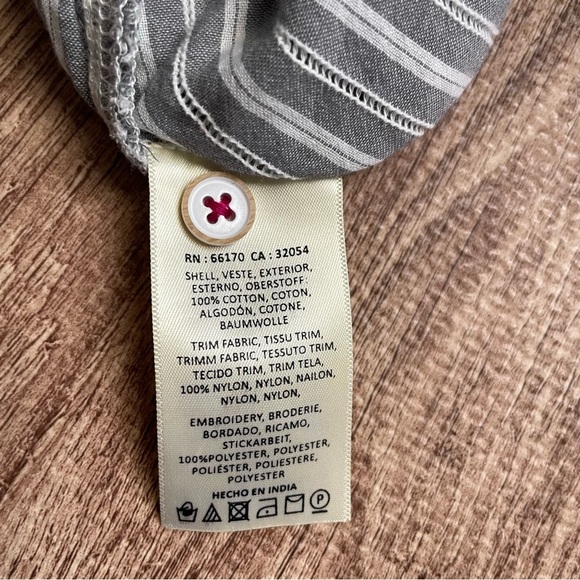 RN : 66170 CA : 32054
SHELL, VESTE, EXTERIOR,
ESTERNO, OBERSTOFF:
100% COTTON, COTON,
ALGODÓN, COTONE,
BAUMWOLLE
TRIM FABRIC, TISSU TRIM,
TRIMM FABRIC, TESSUTO TRIM,
TECIDO TRIM, TRIM TELA,
100% NYLON, NYLON, NAILON,
NYLON, NYLON,
EMBROIDERY, BRODERIE,
BORDADO, RICAMO,
STICKARBEIT,
100%POLYESTER, POLYESTER,
POLIÉSTER, POLIESTERE,
POLYESTER
HECHO EN INDIA
P